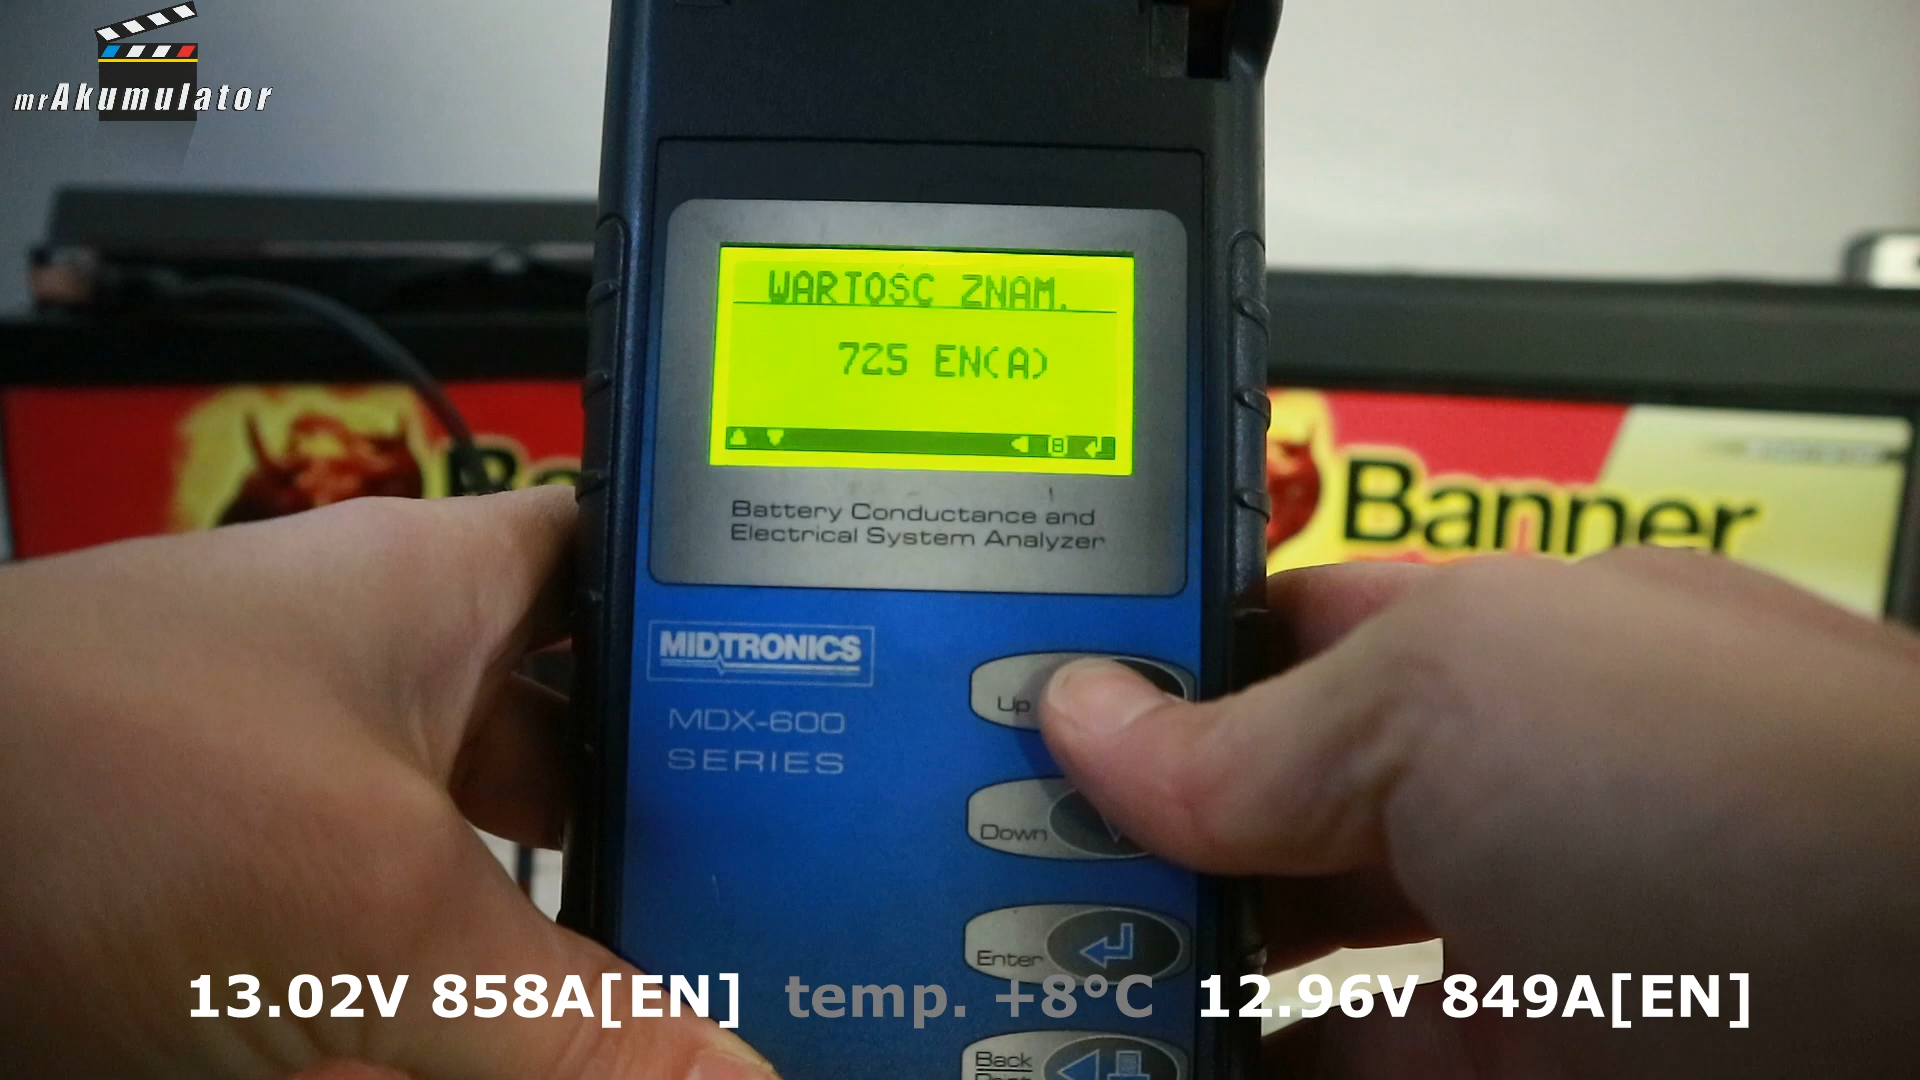 mrAkumulator
WARTOSC ZNAM.
725 EN(A)
Battery Conductance and
Electrical System Analyzer
Banner
MIDTRONICS
MDX-600
SERIES
Up
Down
Enter
13.02V 858A[EN] temp. +8°C 12.96V 849A[EN]
Back